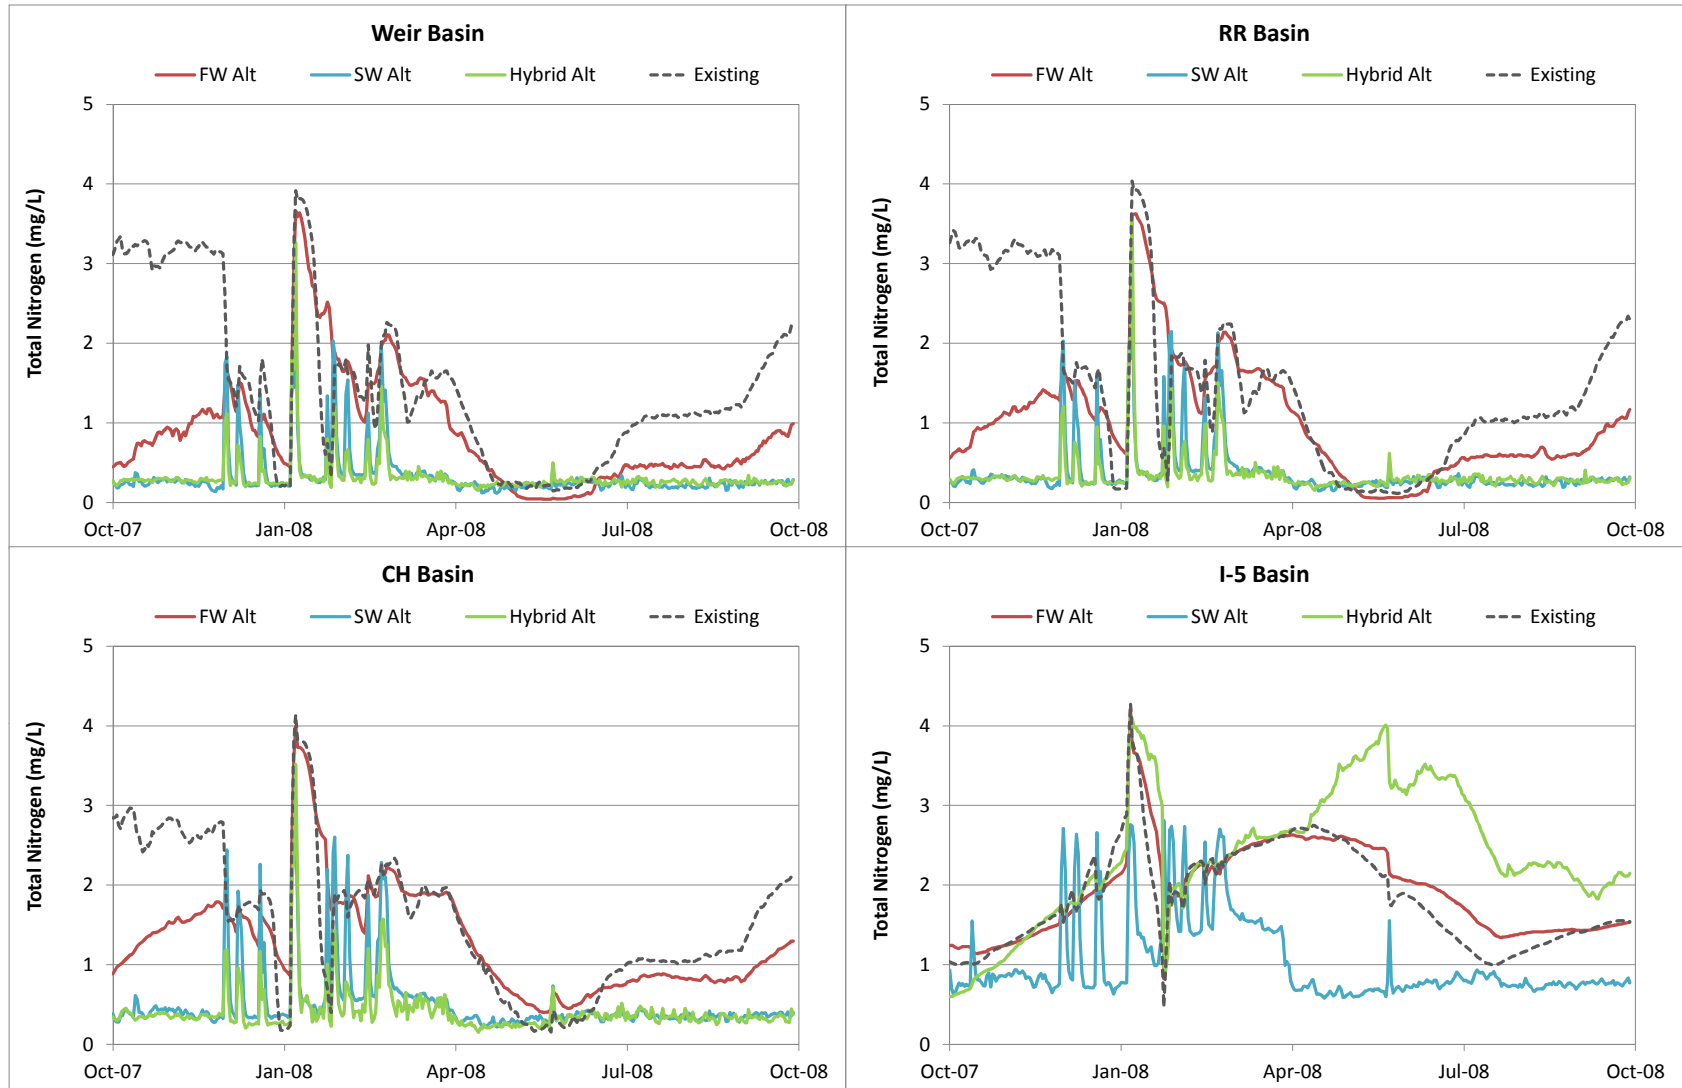 Weir Basin
FW Alt SW Alt Hybrid Alt Existing
Total Nitrogen (mg/L)
5
4
3
2
1
0
Oct-07 Jan-08 Apr-08 Jul-08 Oct-08
RR Basin
FW Alt SW Alt Hybrid Alt Existing
Total Nitrogen (mg/L)
5
4
3
2
1
0
Oct-07 Jan-08 Apr-08 Jul-08 Oct-08
CH Basin
FW Alt SW Alt Hybrid Alt Existing
Total Nitrogen (mg/L)
5
4
3
2
1
0
Oct-07 Jan-08 Apr-08 Jul-08 Oct-08
I-5 Basin
FW Alt SW Alt Hybrid Alt Existing
Total Nitrogen (mg/L)
5
4
3
2
1
0
Oct-07 Jan-08 Apr-08 Jul-08 Oct-08